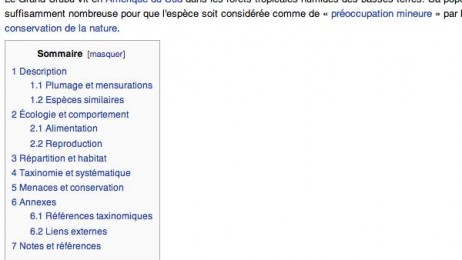 Le Grand Urubu vit en Amérique du Sud dans les forêts tropicales humides des basses terres. Sa pop
suffisamment nombreuse pour que l'espèce soit considérée comme de « préoccupation mineure » par l
conservation de la nature.
Sommaire [masquer]
1 Description
1.1 Plumage et mensurations
1.2 Espèces similaires
2 Écologie et comportement
2.1 Alimentation
2.2 Reproduction
3 Répartition et habitat
4 Taxinomie et systématique
5 Menaces et conservation
6 Annexes
6.1 Références taxinomiques
6.2 Liens externes
7 Notes et références